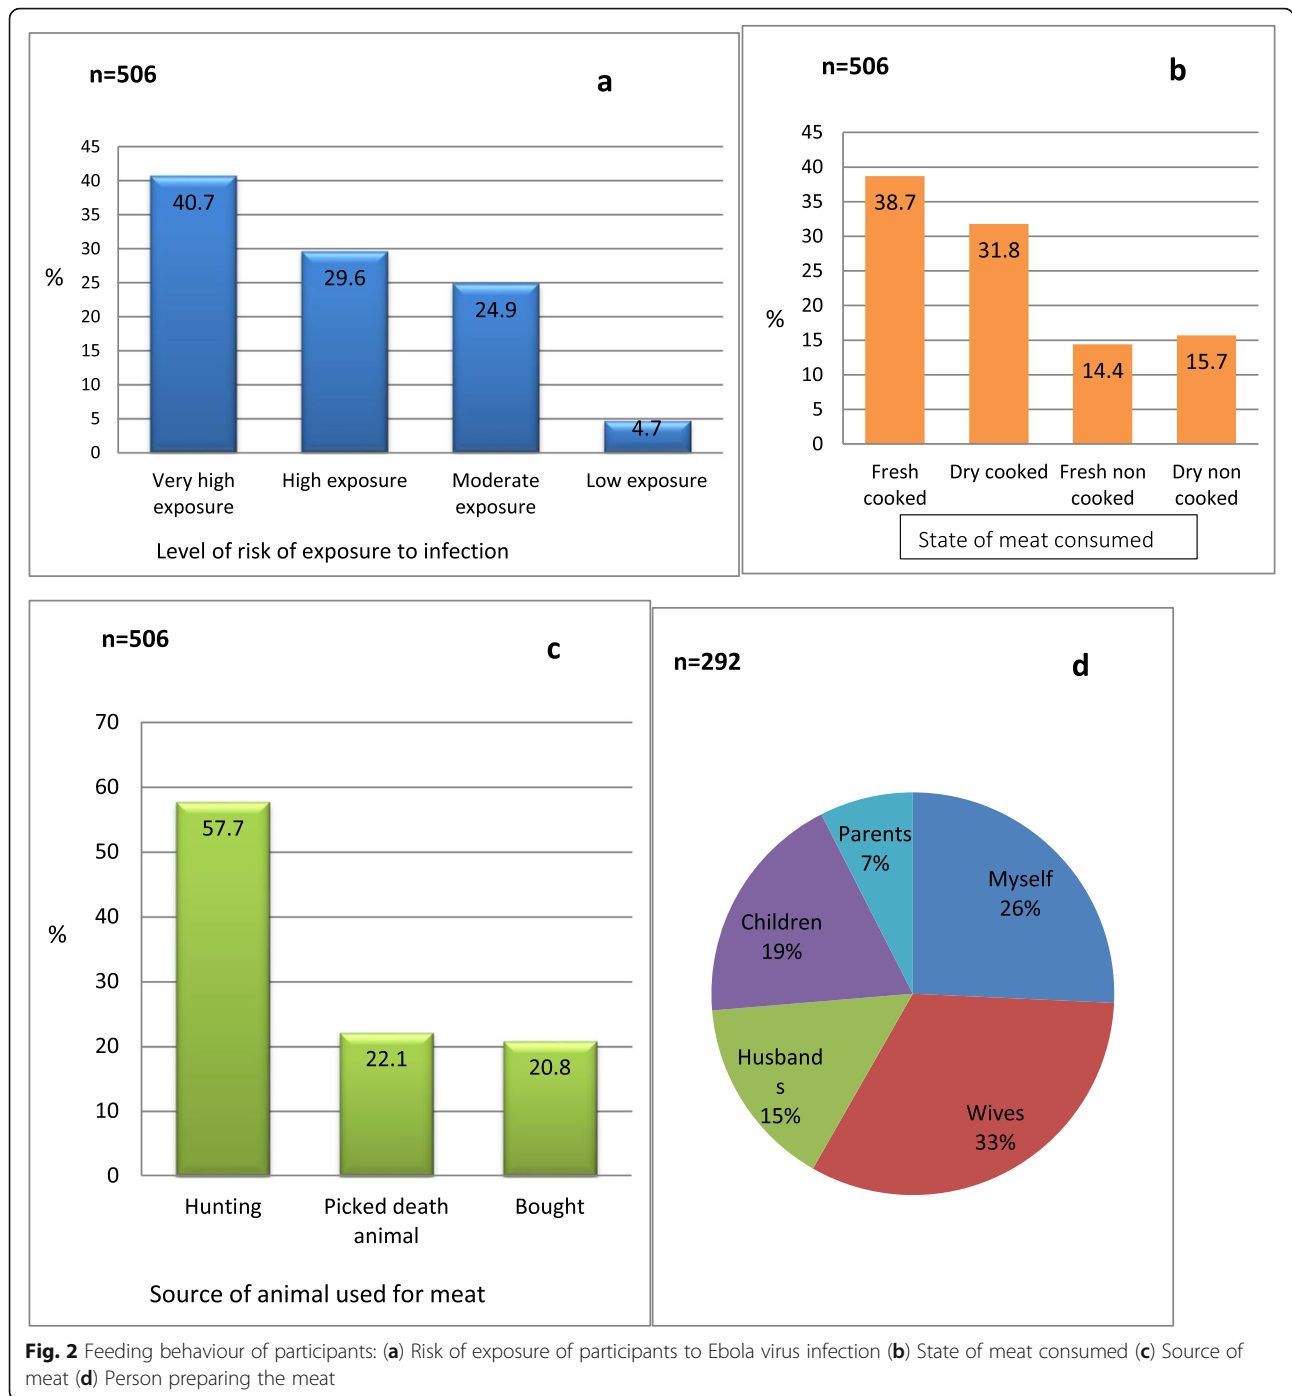 n=506
a
45
40
35
30
25
20
15
10
5
0
%
40.7
29.6
24.9
4.7
Very high
exposure
High exposure
Moderate
exposure
Low exposure
Level of risk of exposure to infection
n=506
b
45
40
35
30
25
20
15
10
5
0
%
38.7
31.8
14.4
15.7
Fresh
cooked
Dry cooked
Fresh non
cooked
Dry non
cooked
State of meat consumed
n=506
c
70
60
50
40
30
20
10
0
%
57.7
22.1
20.8
Hunting
Picked death
animal
Bought
Source of animal used for meat
n=292
d
Parents
7%
Myself
26%
Children
19%
Husband
s
15%
Wives
33%
Fig. 2 Feeding behaviour of participants: (a) Risk of exposure of participants to Ebola virus infection (b) State of meat consumed (c) Source of
meat (d) Person preparing the meat